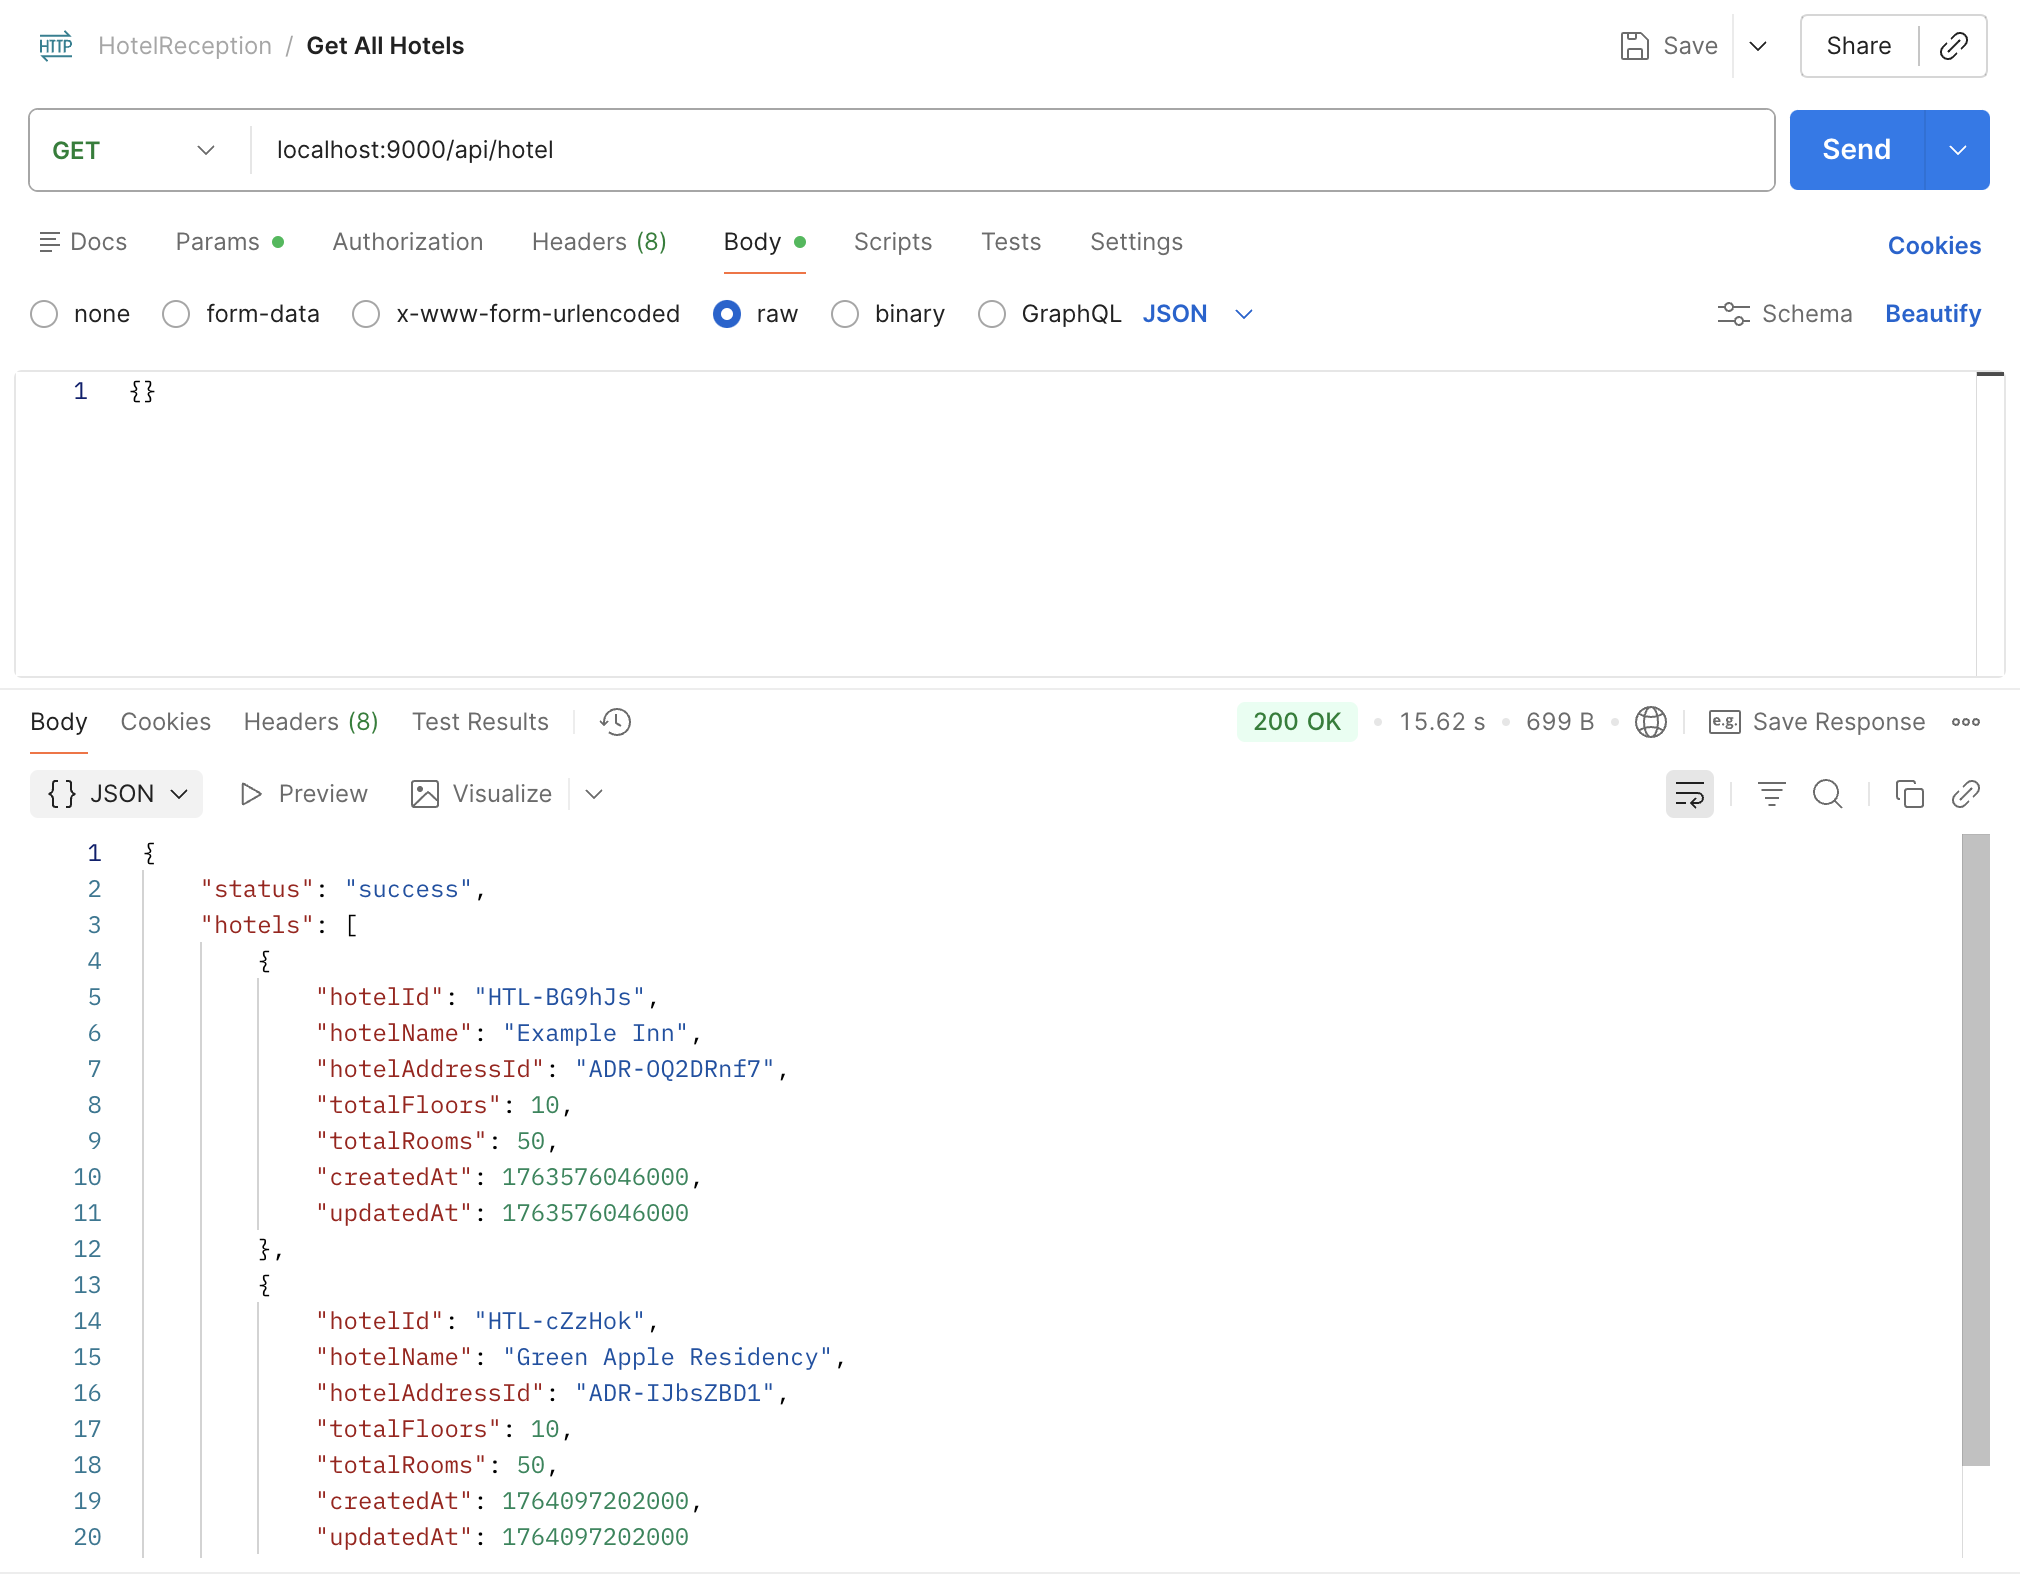 HTTP HotelReception / Get All Hotels Save Share
GET localhost:9000/api/hotel Send
Docs Params Authorization Headers (8) Body Scripts Tests Settings Cookies
none form-data x-www-form-urlencoded raw binary GraphQL JSON Schema Beautify
1 {}
Body Cookies Headers (8) Test Results 200 OK 15.62 s 699 B e.g. Save Response
{} JSON Preview Visualize
1 {
2 "status": "success",
3 "hotels": [
4 {
5 "hotelId": "HTL-BG9hJs",
6 "hotelName": "Example Inn",
7 "hotelAddressId": "ADR-OQ2DRnf7",
8 "totalFloors": 10,
9 "totalRooms": 50,
10 "createdAt": 1763576046000,
11 "updatedAt": 1763576046000
12 },
13 {
14 "hotelId": "HTL-cZzHok",
15 "hotelName": "Green Apple Residency",
16 "hotelAddressId": "ADR-IJbsZBD1",
17 "totalFloors": 10,
18 "totalRooms": 50,
19 "createdAt": 1764097202000,
20 "updatedAt": 1764097202000